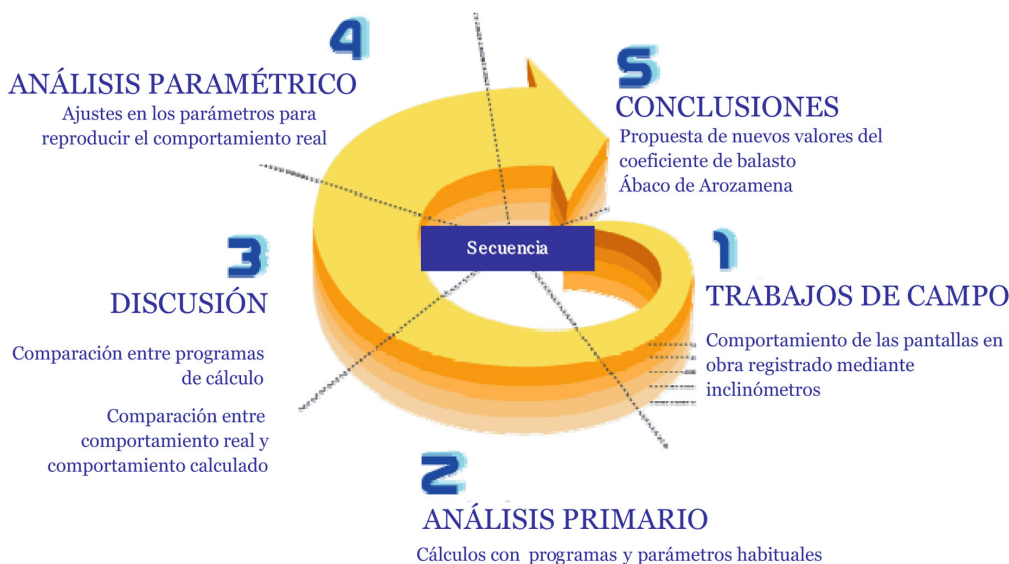 4
ANÁLISIS PARAMÉTRICO
Ajustes en los parámetros para
reproducir el comportamiento real
5
CONCLUSIONES
Propuesta de nuevos valores del
coeficiente de balasto
Ábaco de Arozamena
Secuencia
3
DISCUSIÓN
Comparación entre programas
de cálculo
Comparación entre
comportamiento real y
comportamiento calculado
1
TRABAJOS DE CAMPO
Comportamiento de las pantallas en
obra registrado mediante
inclinómetros
2
ANÁLISIS PRIMARIO
Cálculos con programas y parámetros habituales